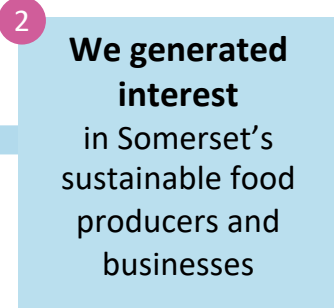 2
We generated
interest
in Somerset’s
sustainable food
producers and
businesses